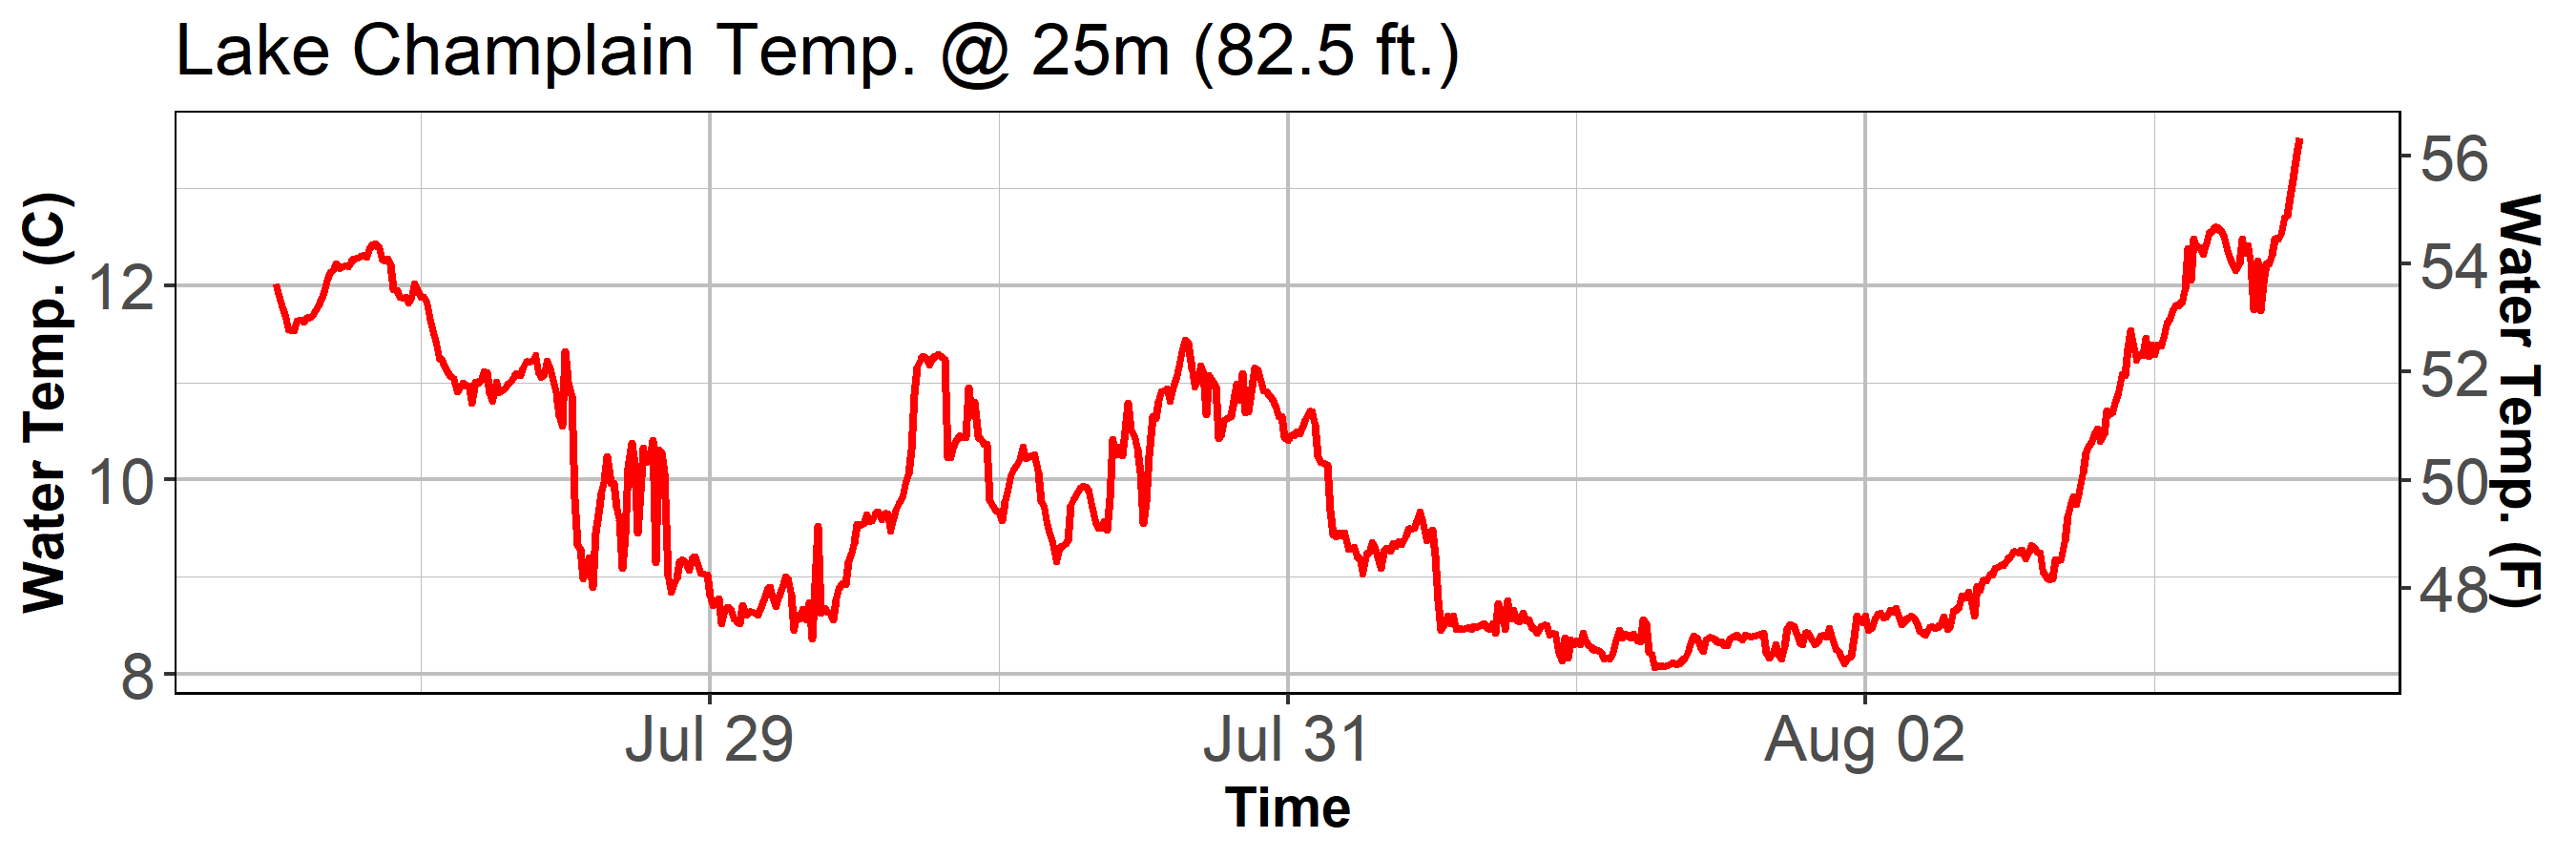 Lake Champlain Temp. @ 25m (82.5 ft.)
Water Temp. (C)
12
10
8
56
54
52
50
48
Water Temp. (F)
Jul 29
Jul 31
Aug 02
Time